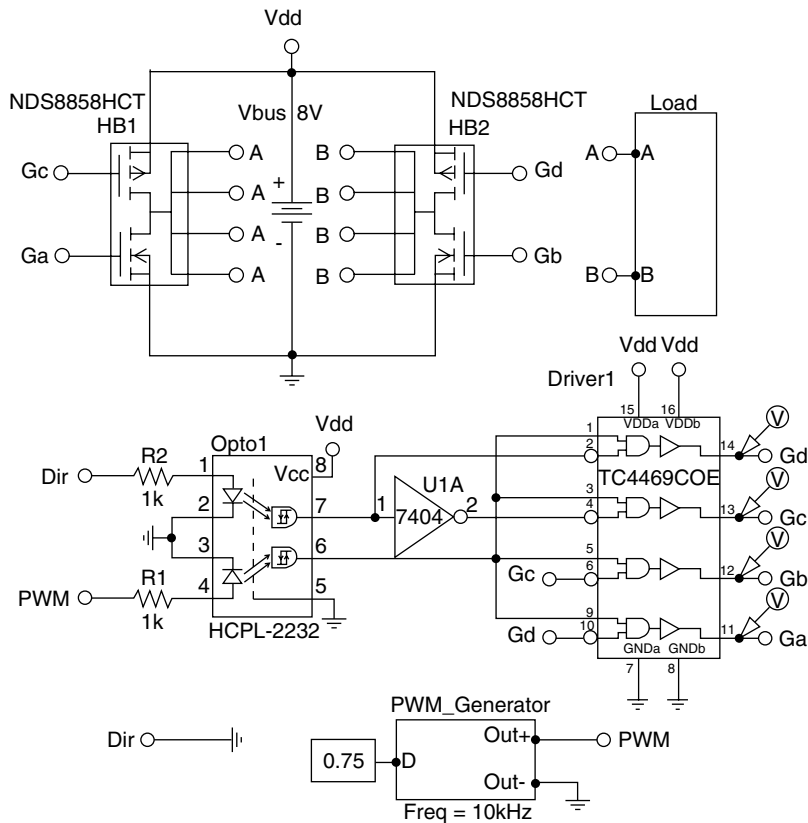 Vdd
NDS8858HCT
HB1
Vbus 8V
NDS8858HCT
HB2
Load
Gc
A
B
Gd
A
A
+
A
B
Ga
A
B
Gb
-
A
B
B
B
Vdd Vdd
Driver1
15 16
VDDa VDDb
Dir
R2
1k
Opto1
Vdd
1
8
Vcc
2
7
3
6
4
5
PWM
R1
1k
HCPL-2232
U1A
1
7404
2
TC4469COE
1
2
14
V
Gd
3
4
13
V
Gc
Gc
5
6
12
V
Gb
Gd
9
10
11
V
Ga
GNDa GNDb
7 8
Dir
PWM_Generator
0.75
D
Out+
PWM
Out-
Freq = 10kHz